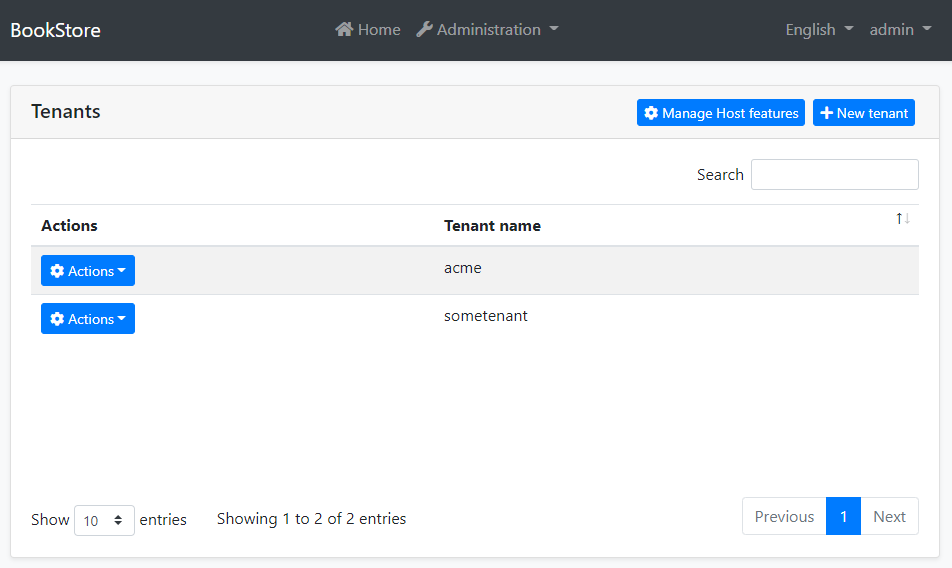 BookStore Home Administration English admin
Tenants Manage Host features New tenant
Search
Actions Tenant name
Actions acme
Actions sometenant
Show 10 entries Showing 1 to 2 of 2 entries Previous 1 Next